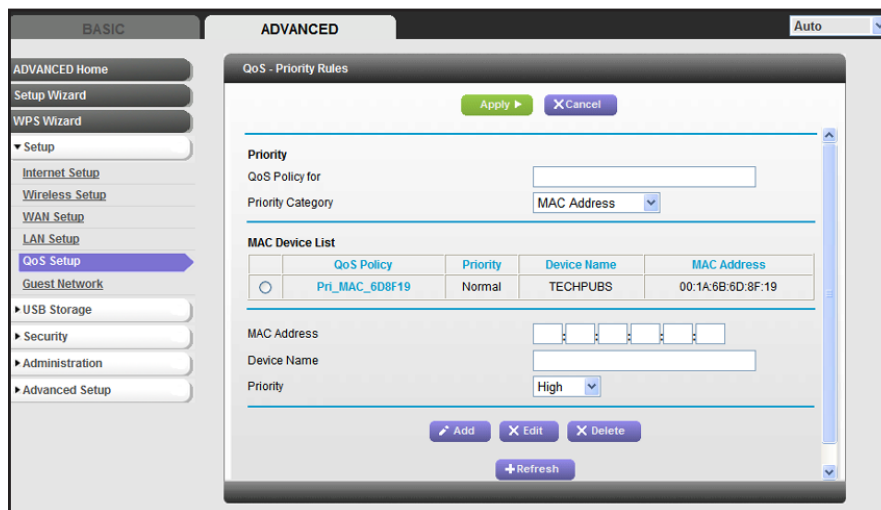 BASIC
ADVANCED
Auto
ADVANCED Home
Setup Wizard
WPS Wizard
Setup
Internet Setup
Wireless Setup
WAN Setup
LAN Setup
QoS Setup
Guest Network
USB Storage
Security
Administration
Advanced Setup
QoS - Priority Rules
Apply
Cancel
Priority
QoS Policy for
Priority Category MAC Address
MAC Device List
QoS Policy Priority Device Name MAC Address
Pri_MAC_6D8F19 Normal TECHPUBS 00:1A:6B:6D:8F:19
MAC Address : : : : :
Device Name
Priority High
Add Edit Delete
Refresh